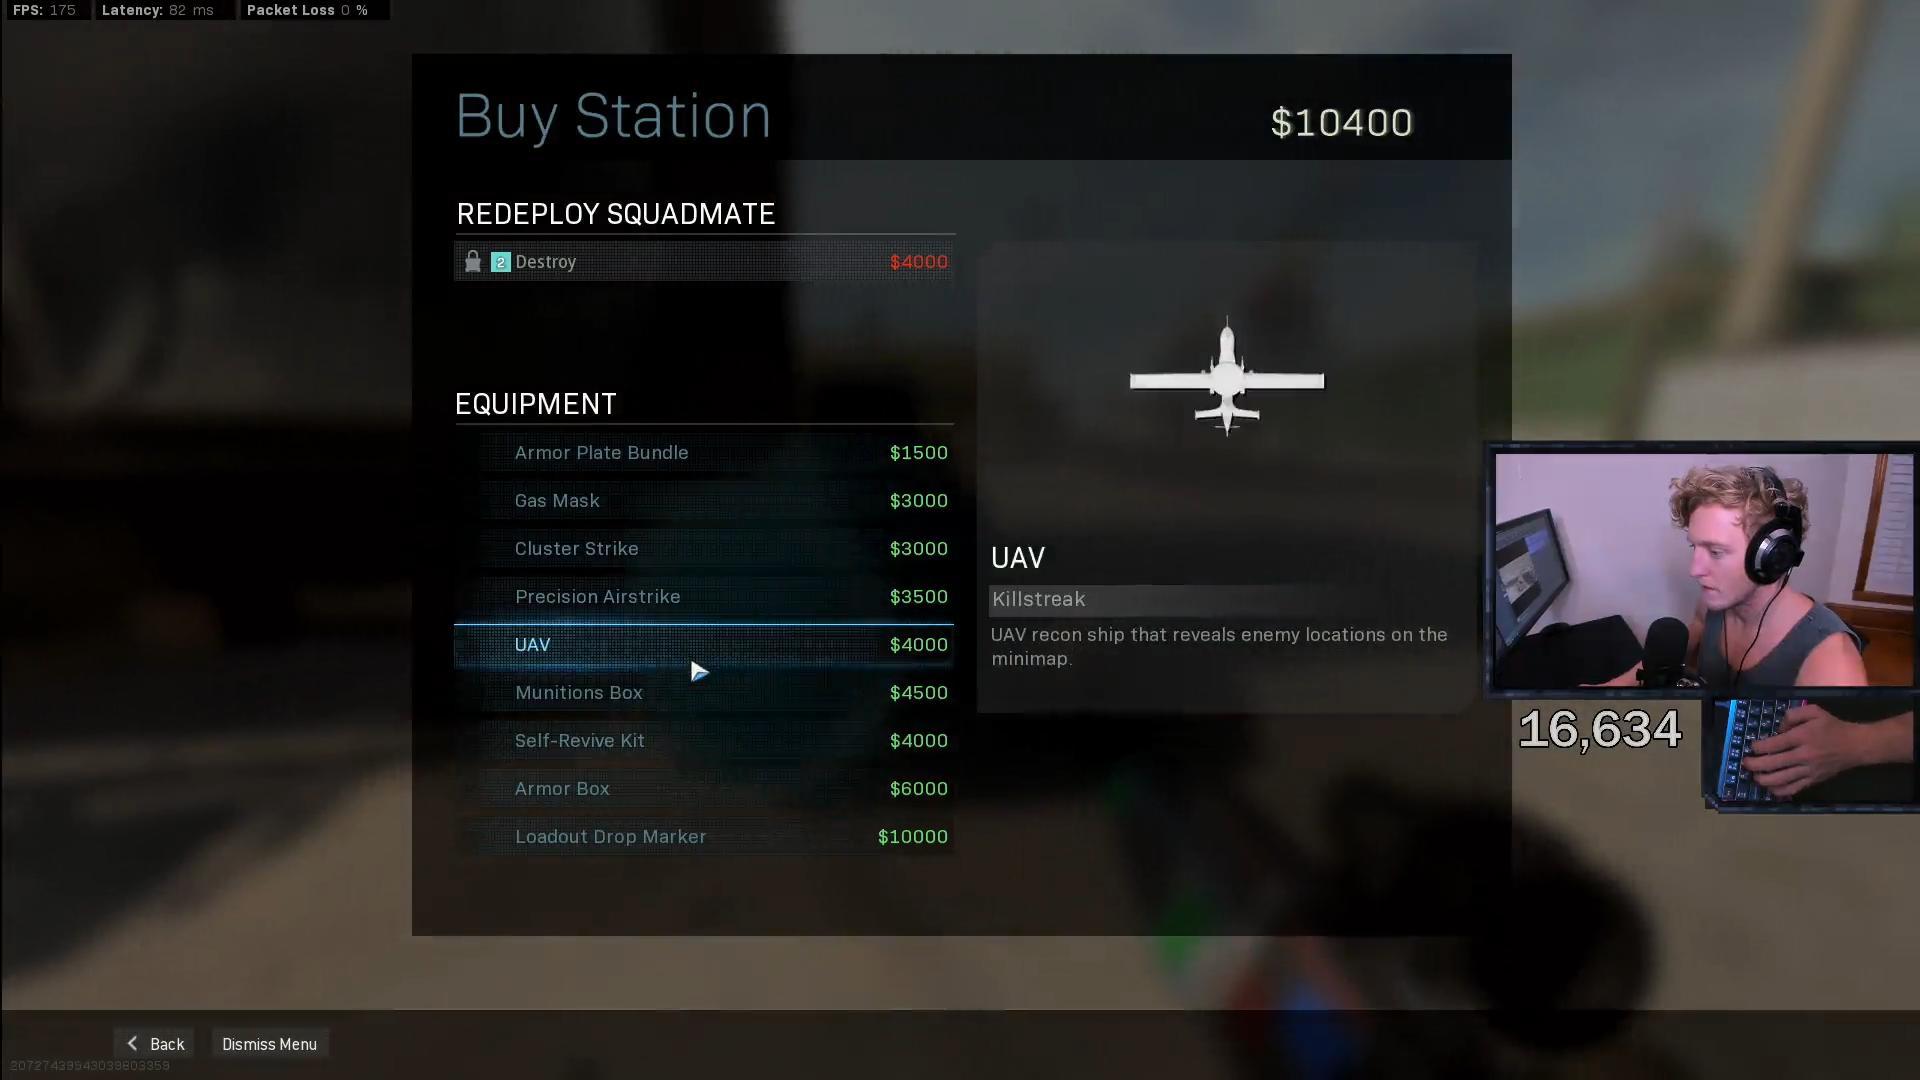 FPS: 175 Latency: 82 ms Packet Loss 0 %
Buy Station
$10400
REDEPLOY SQUADMATE
2 Destroy $4000
EQUIPMENT
Armor Plate Bundle $1500
Gas Mask $3000
Cluster Strike $3000
Precision Airstrike $3500
UAV $4000
Munitions Box $4500
Self-Revive Kit $4000
Armor Box $6000
Loadout Drop Marker $10000
UAV
Killstreak
UAV recon ship that reveals enemy locations on the
minimap.
16,634
Back Dismiss Menu